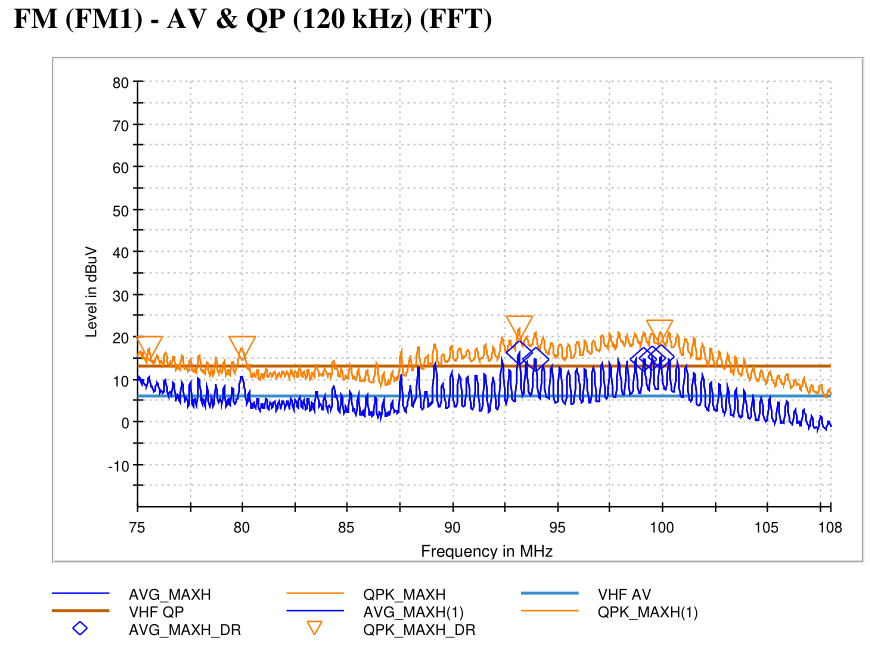 FM (FM1) - AV & QP (120 kHz) (FFT)
80
70
60
50
40
30
20
10
0
-10
Level in dBuV
75 80 85 90 95 100 105 108
Frequency in MHz
AVG_MAXH QPK_MAXH VHF AV
VHF QP AVG_MAXH(1) QPK_MAXH(1)
AVG_MAXH_DR QPK_MAXH_DR